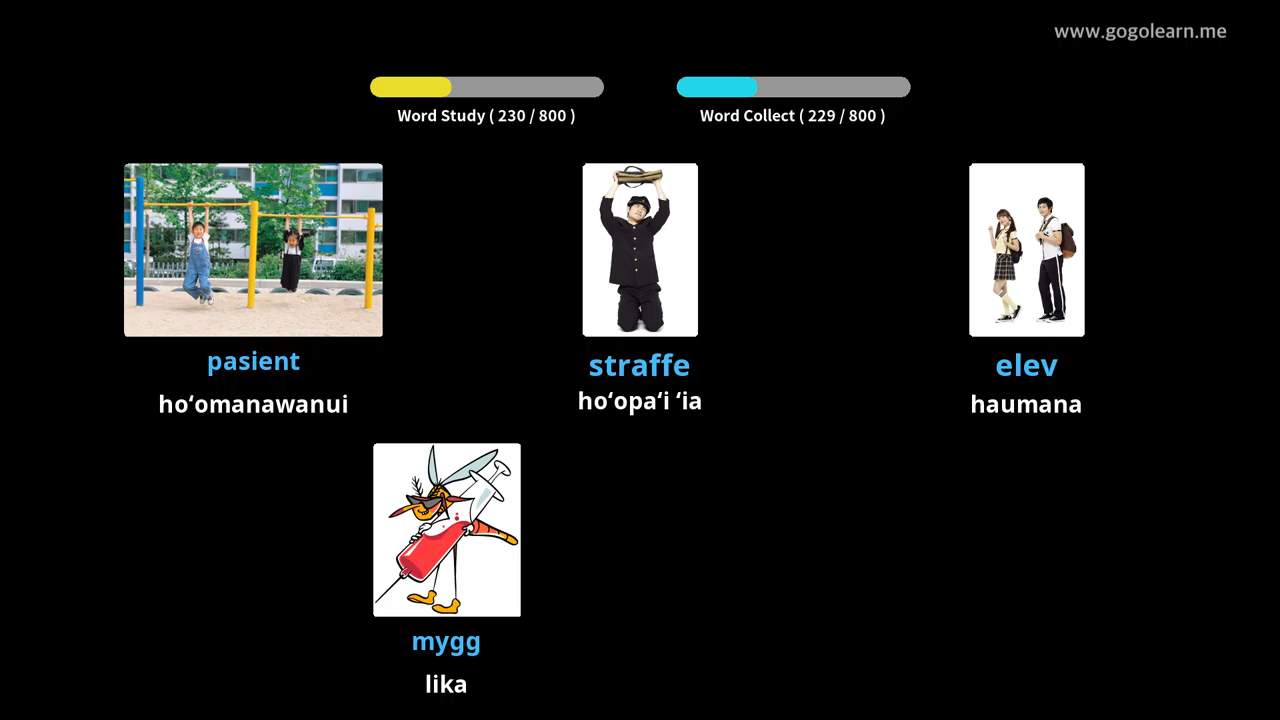 www.gogolearn.me
Word Study ( 230 / 800 )
Word Collect ( 229 / 800 )
pasient
straffe
elev
hoʻomanawanui
hoʻopaʻi ʻia
haumana
mygg
lika